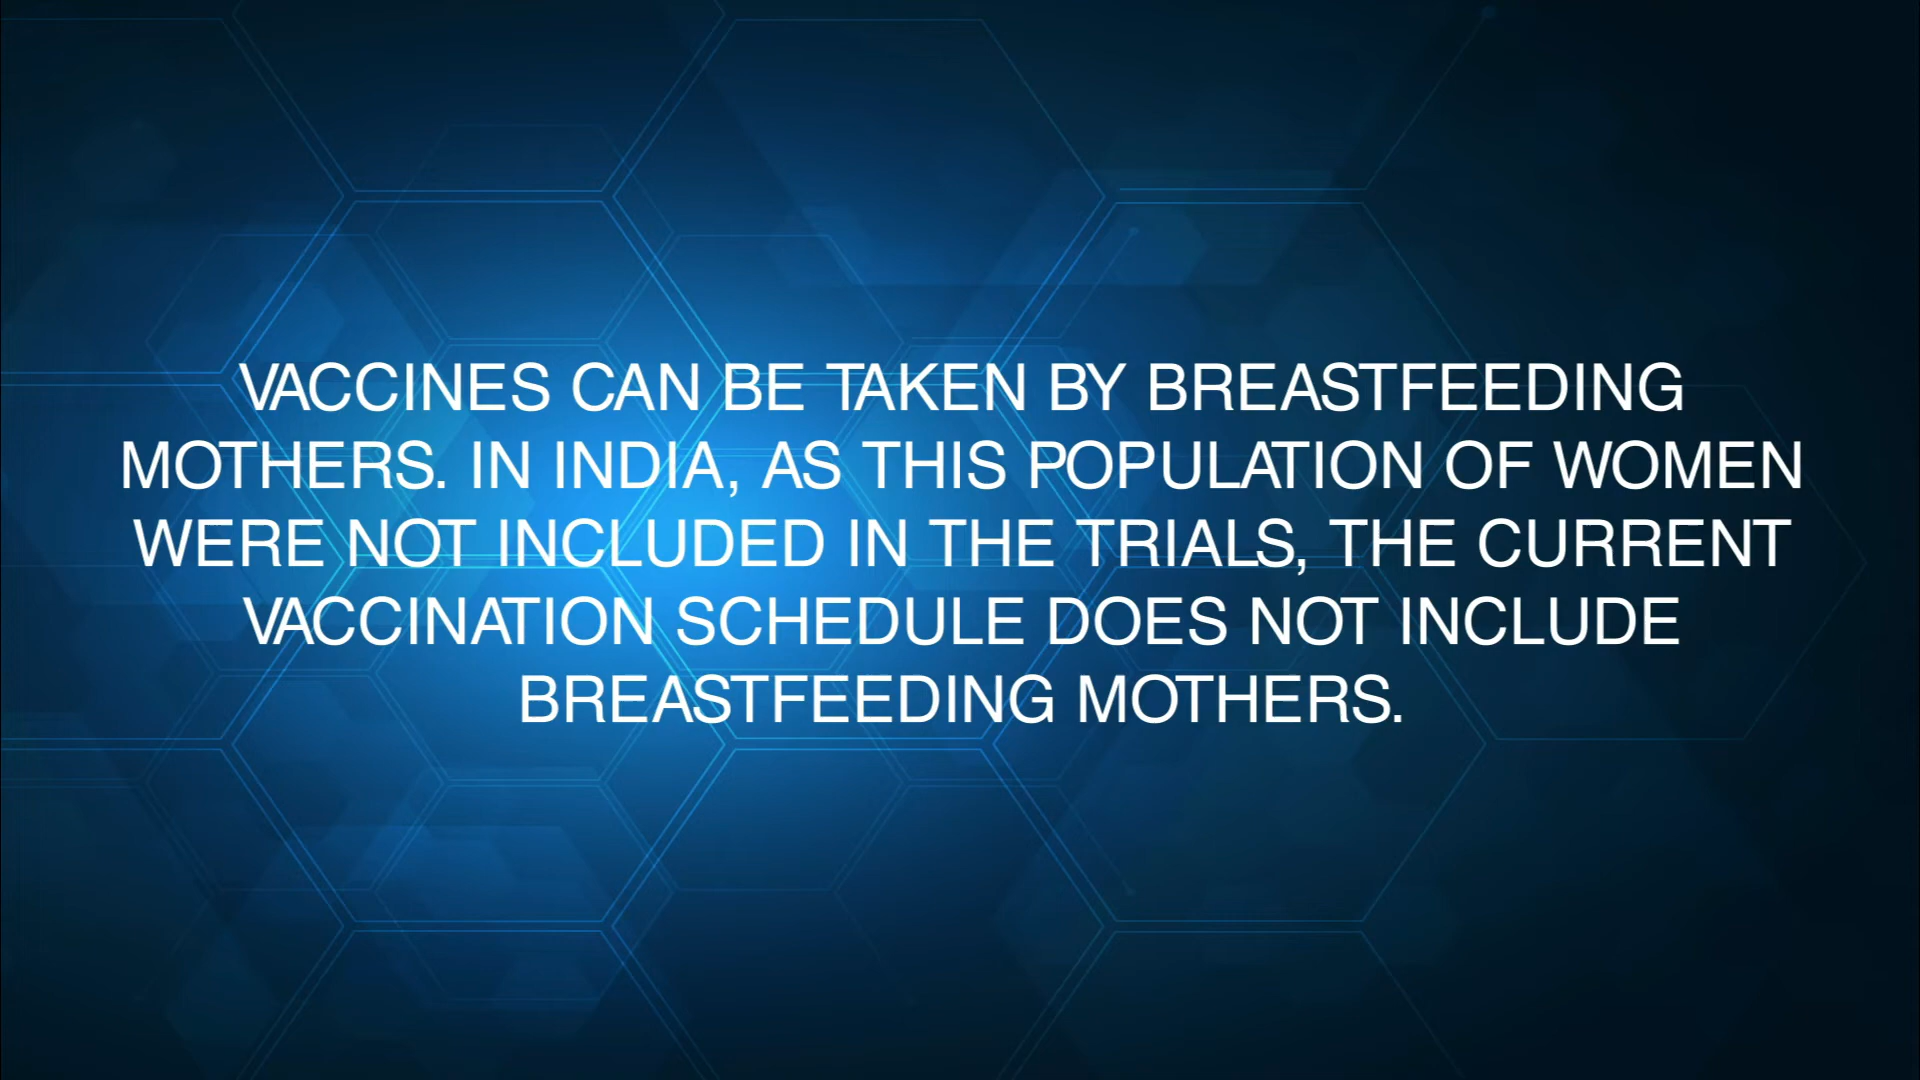 VACCINES CAN BE TAKEN BY BREASTFEEDING
MOTHERS. IN INDIA, AS THIS POPULATION OF WOMEN
WERE NOT INCLUDED IN THE TRIALS, THE CURRENT
VACCINATION SCHEDULE DOES NOT INCLUDE
BREASTFEEDING MOTHERS.